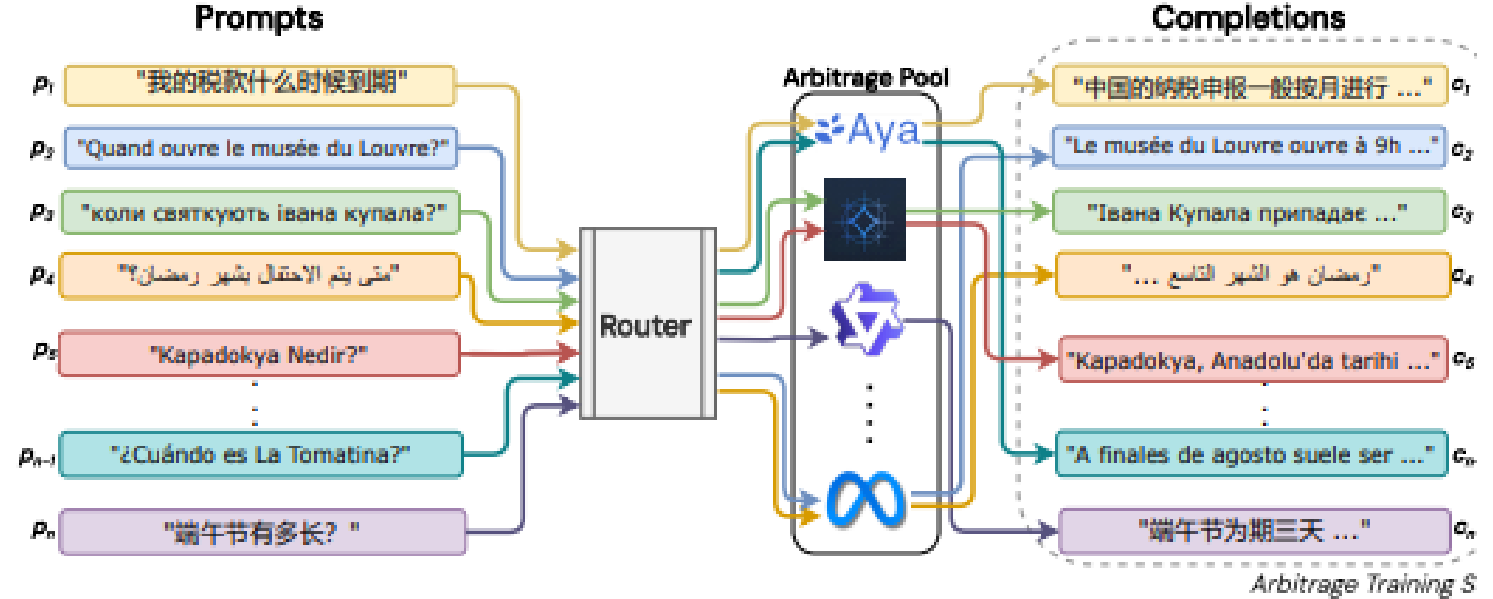 Prompts
Completions
Arbitrage Pool
p₁
"我的税款什么时候到期"
"中国的纳税申报一般按月进行 ..."
c₁
Aya
p₂
"Quand ouvre le musée du Louvre?"
"Le musée du Louvre ouvre à 9h ..."
c₂
p₃
"коли святкують івана купала?"
"Івана Купала припадає ..."
c₃
p₄
"متى يتم الاحتفال بشهر رمضان؟"
"رمضان هو الشهر التاسع ..."
c₄
Router
p₅
"Kapadokya Nedir?"
"Kapadokya, Anadolu'da tarihi ..."
c₅
pₙ₋₁
"¿Cuándo es La Tomatina?"
"A finales de agosto suele ser ..."
cₙ
pₙ
"端午节有多长？"
"端午节为期三天 ..."
cₙ
Arbitrage Training S